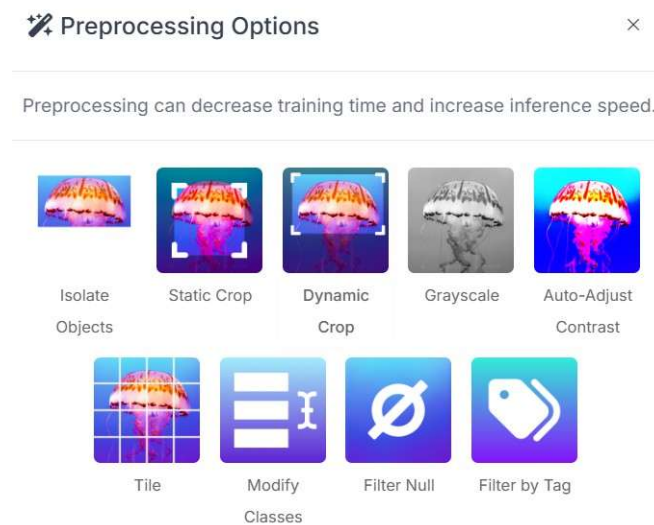 Preprocessing Options
Preprocessing can decrease training time and increase inference speed.
Isolate
Objects
Static Crop
Dynamic
Crop
Grayscale
Auto-Adjust
Contrast
Tile
Modify
Classes
Filter Null
Filter by Tag